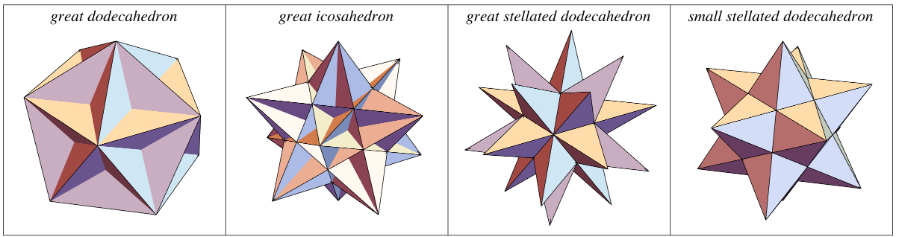 great dodecahedron
great icosahedron
great stellated dodecahedron
small stellated dodecahedron